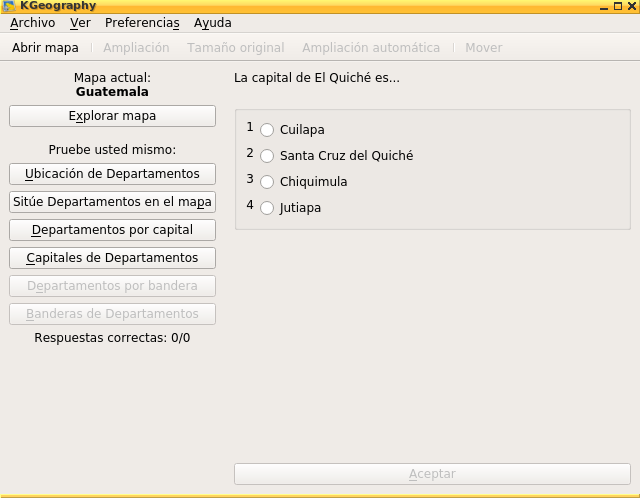 KGeography
Archivo Ver Preferencias Ayuda
Abrir mapa Ampliación Tamaño original Ampliación automática Mover
Mapa actual:
Guatemala
Explorar mapa
Pruebe usted mismo:
Ubicación de Departamentos
Sitúe Departamentos en el mapa
Departamentos por capital
Capitales de Departamentos
Departamentos por bandera
Banderas de Departamentos
Respuestas correctas: 0/0
La capital de El Quiché es...
1 Cuilapa
2 Santa Cruz del Quiché
3 Chiquimula
4 Jutiapa
Aceptar